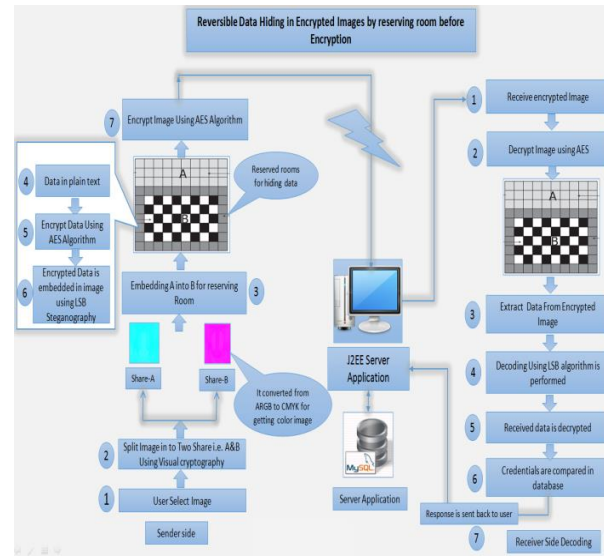 Reversible Data Hiding in Encrypted Images by reserving room before
Encryption
7
Encrypt Image Using AES Algorithm
A
B
Reserved rooms
for hiding data
4
Data in plain text
5
Encrypt Data Using
AES Algorithm
6
Encrypted Data is
embedded in image
using LSB
Steganography
Embedding A into B for reserving
Room
3
Share-A
Share-B
It converted from
ARGB to CMYK for
getting color image
2
Split Image in to Two Share i.e. A&B
Using Visual cryptography
1
User Select Image
Sender side
J2EE Server
Application
MySQL
Server Application
1
Receive encrypted Image
2
Decrypt Image using AES
A
B
3
Extract Data From Encrypted
Image
4
Decoding Using LSB algorithm is
performed
5
Received data is decrypted
6
Credentials are compared in
database
Response is sent back to user
7
Receiver Side Decoding